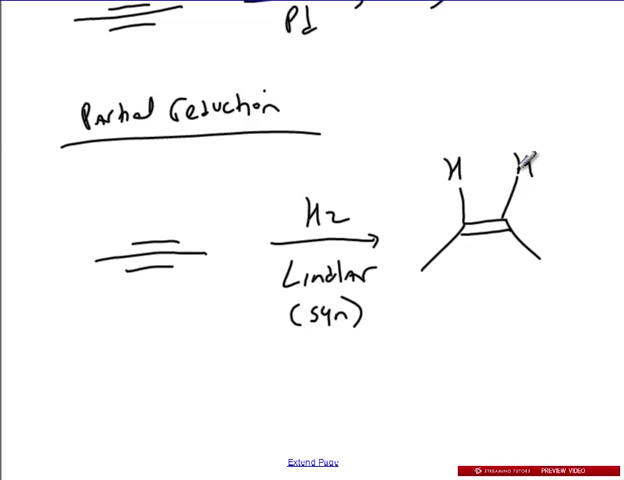 Pd
Partial reduction
H H
H2
Lindlar
(syn)
Extend Page
STREAMING TUTORS PREVIEW VIDEO